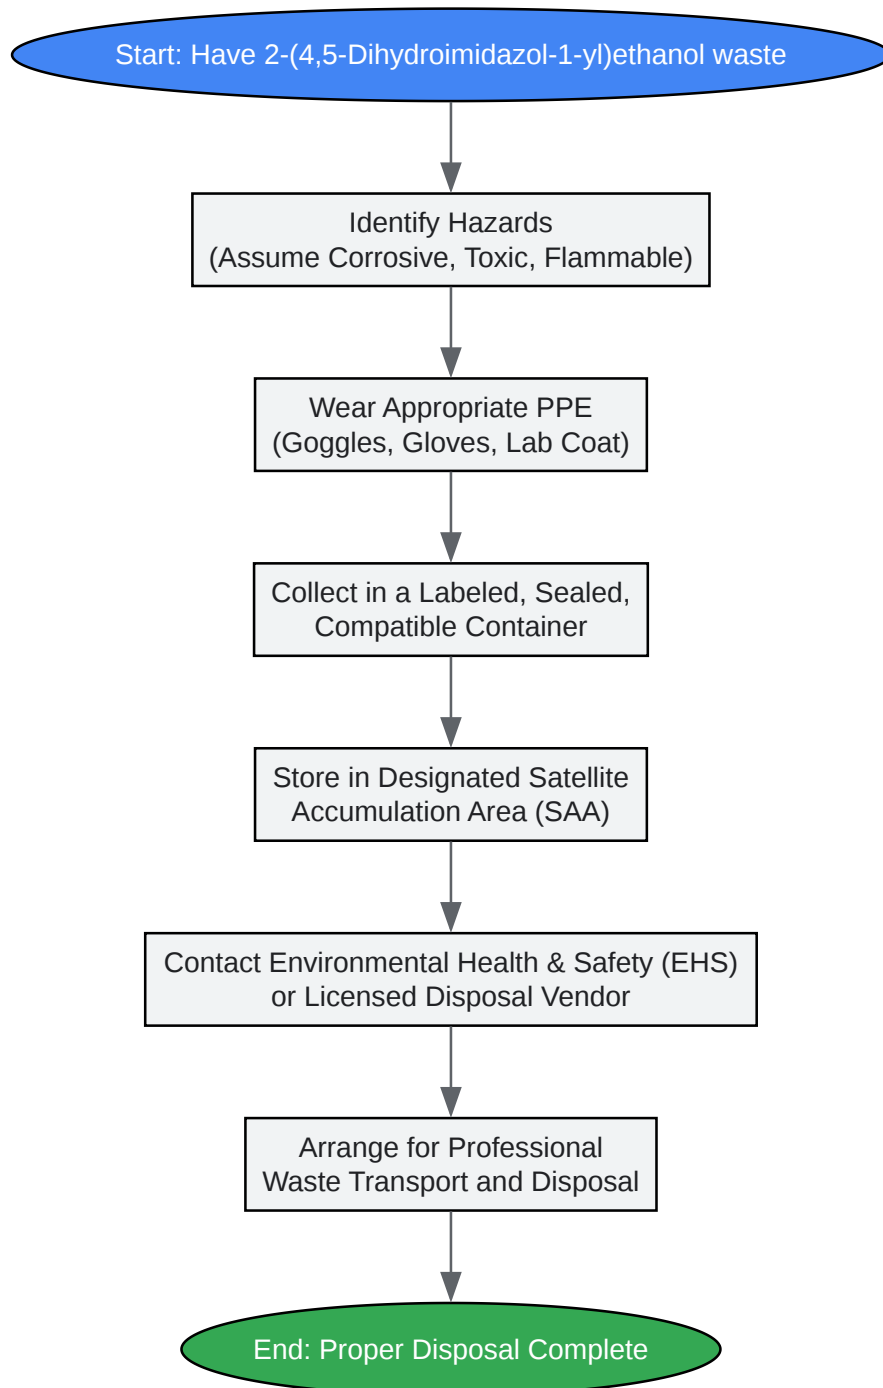 Start: Have 2-(4,5-Dihydroimidazol-1-yl)ethanol waste
Identify Hazards
(Assume Corrosive, Toxic, Flammable)
Wear Appropriate PPE
(Goggles, Gloves, Lab Coat)
Collect in a Labeled, Sealed,
Compatible Container
Store in Designated Satellite
Accumulation Area (SAA)
Contact Environmental Health & Safety (EHS)
or Licensed Disposal Vendor
Arrange for Professional
Waste Transport and Disposal
End: Proper Disposal Complete